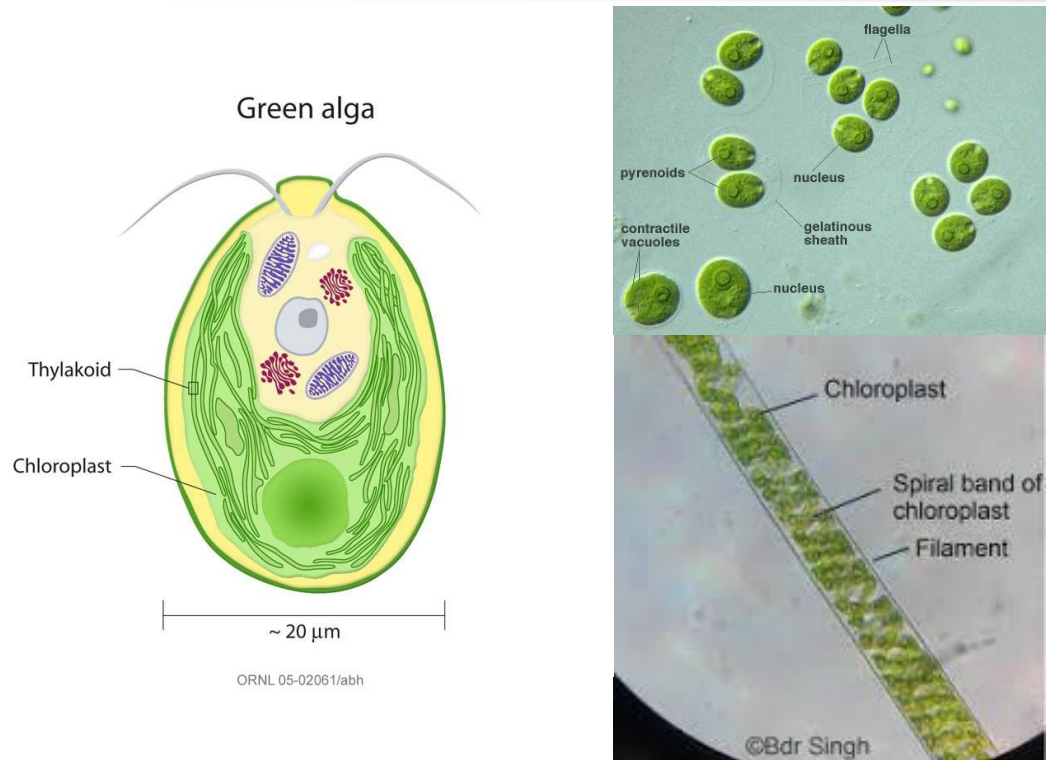 Green alga
Thylakoid
Chloroplast
~ 20 µm
ORNL 05-02061/abh
flagella
pyrenoids
nucleus
gelatinous
sheath
contractile
vacuoles
nucleus
Chloroplast
Spiral band of
chloroplast
Filament
©Bdr Singh